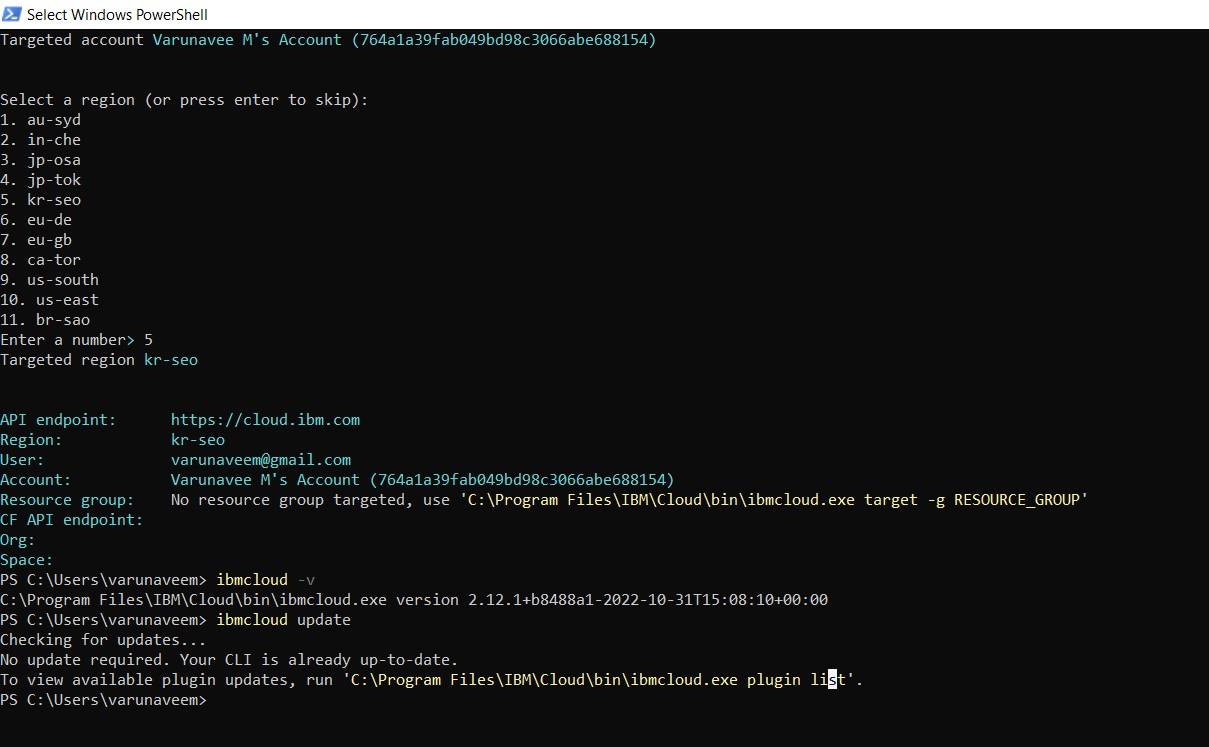 Select Windows PowerShell
Targeted account Varunavee M's Account (764a1a39fab049bd98c3066abe688154)
Select a region (or press enter to skip):
1. au-syd
2. in-che
3. jp-osa
4. jp-tok
5. kr-seo
6. eu-de
7. eu-gb
8. ca-tor
9. us-south
10. us-east
11. br-sao
Enter a number> 5
Targeted region kr-seo
API endpoint: https://cloud.ibm.com
Region: kr-seo
User: varunaveem@gmail.com
Account: Varunavee M's Account (764a1a39fab049bd98c3066abe688154)
Resource group: No resource group targeted, use 'C:\Program Files\IBM\Cloud\bin\ibmcloud.exe target -g RESOURCE_GROUP'
CF API endpoint:
Org:
Space:
PS C:\Users\varunaveem> ibmcloud -v
C:\Program Files\IBM\Cloud\bin\ibmcloud.exe version 2.12.1+b8488a1-2022-10-31T15:08:10+00:00
PS C:\Users\varunaveem> ibmcloud update
Checking for updates...
No update required. Your CLI is already up-to-date.
To view available plugin updates, run 'C:\Program Files\IBM\Cloud\bin\ibmcloud.exe plugin list'.
PS C:\Users\varunaveem>